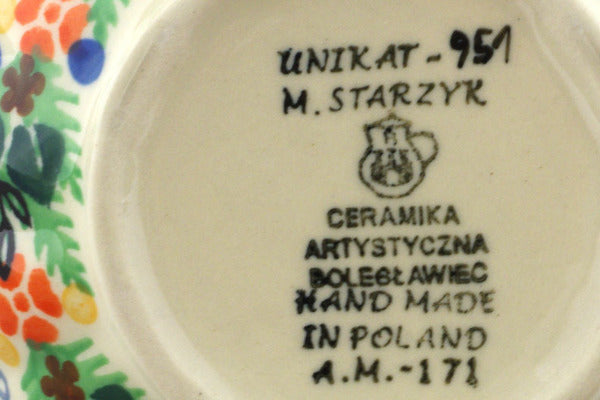 UNIKAT - 951
M. STARZYK
CERAMIKA
ARTYSTYCZNA
BOLESŁAWIEC
HAND MADE
IN POLAND
A.M.-171